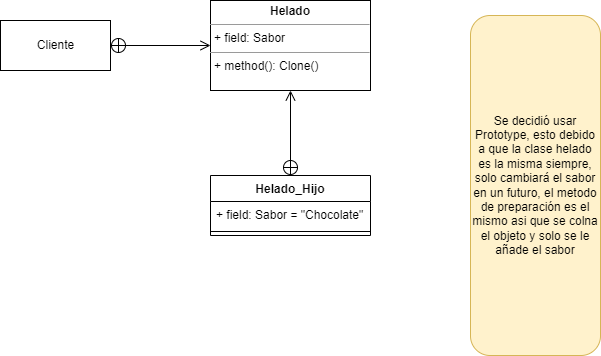 Cliente
Helado
+ field: Sabor
+ method(): Clone()
Helado_Hijo
+ field: Sabor = "Chocolate"
Se decidió usar
Prototype, esto debido
a que la clase helado
es la misma siempre,
solo cambiará el sabor
en un futuro, el metodo
de preparación es el
mismo asi que se colna
el objeto y solo se le
añade el sabor